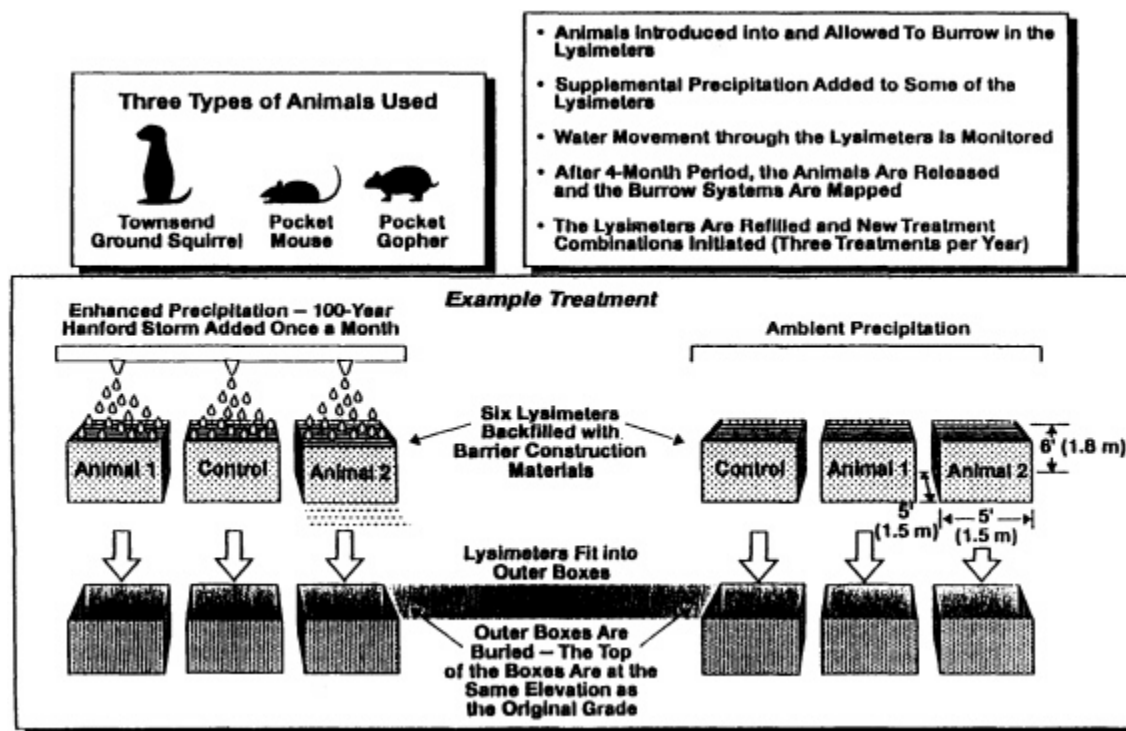 Three Types of Animals Used
Townsend
Ground Squirrel
Pocket
Mouse
Pocket
Gopher
• Animals Introduced into and Allowed To Burrow in the
Lysimeters
• Supplemental Precipitation Added to Some of the
Lysimeters
• Water Movement through the Lysimeters Is Monitored
• After 4-Month Period, the Animals Are Released
and the Burrow Systems Are Mapped
• The Lysimeters Are Refilled and New Treatment
Combinations Initiated (Three Treatments per Year)
Example Treatment
Enhanced Precipitation – 100-Year
Hanford Storm Added Once a Month
Ambient Precipitation
Animal 1
Control
Animal 2
Six Lysimeters
Backfilled with
Barrier Construction
Materials
Control
Animal 1
Animal 2
6' (1.8 m)
5'
(1.5 m)
5'
(1.5 m)
Lysimeters Fit into
Outer Boxes
Outer Boxes Are
Buried – The Top
of the Boxes Are at the
Same Elevation as
the Original Grade